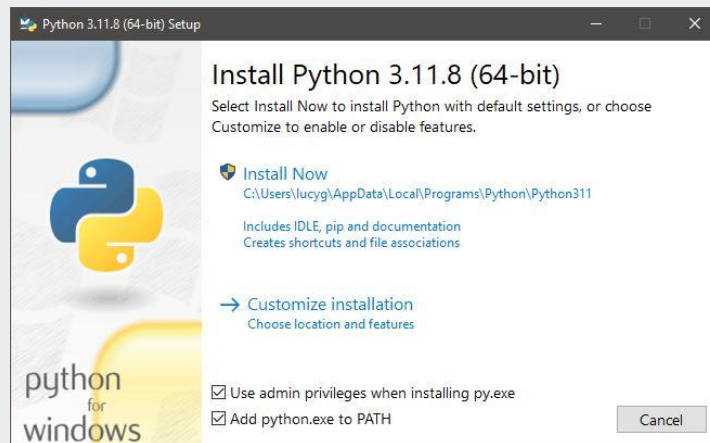 Python 3.11.8 (64-bit) Setup
Install Python 3.11.8 (64-bit)
Select Install Now to install Python with default settings, or choose
Customize to enable or disable features.
Install Now
C:\Users\lucyg\AppData\Local\Programs\Python\Python311
Includes IDLE, pip and documentation
Creates shortcuts and file associations
Customize installation
Choose location and features
python
for
windows
Use admin privileges when installing py.exe
Add python.exe to PATH
Cancel